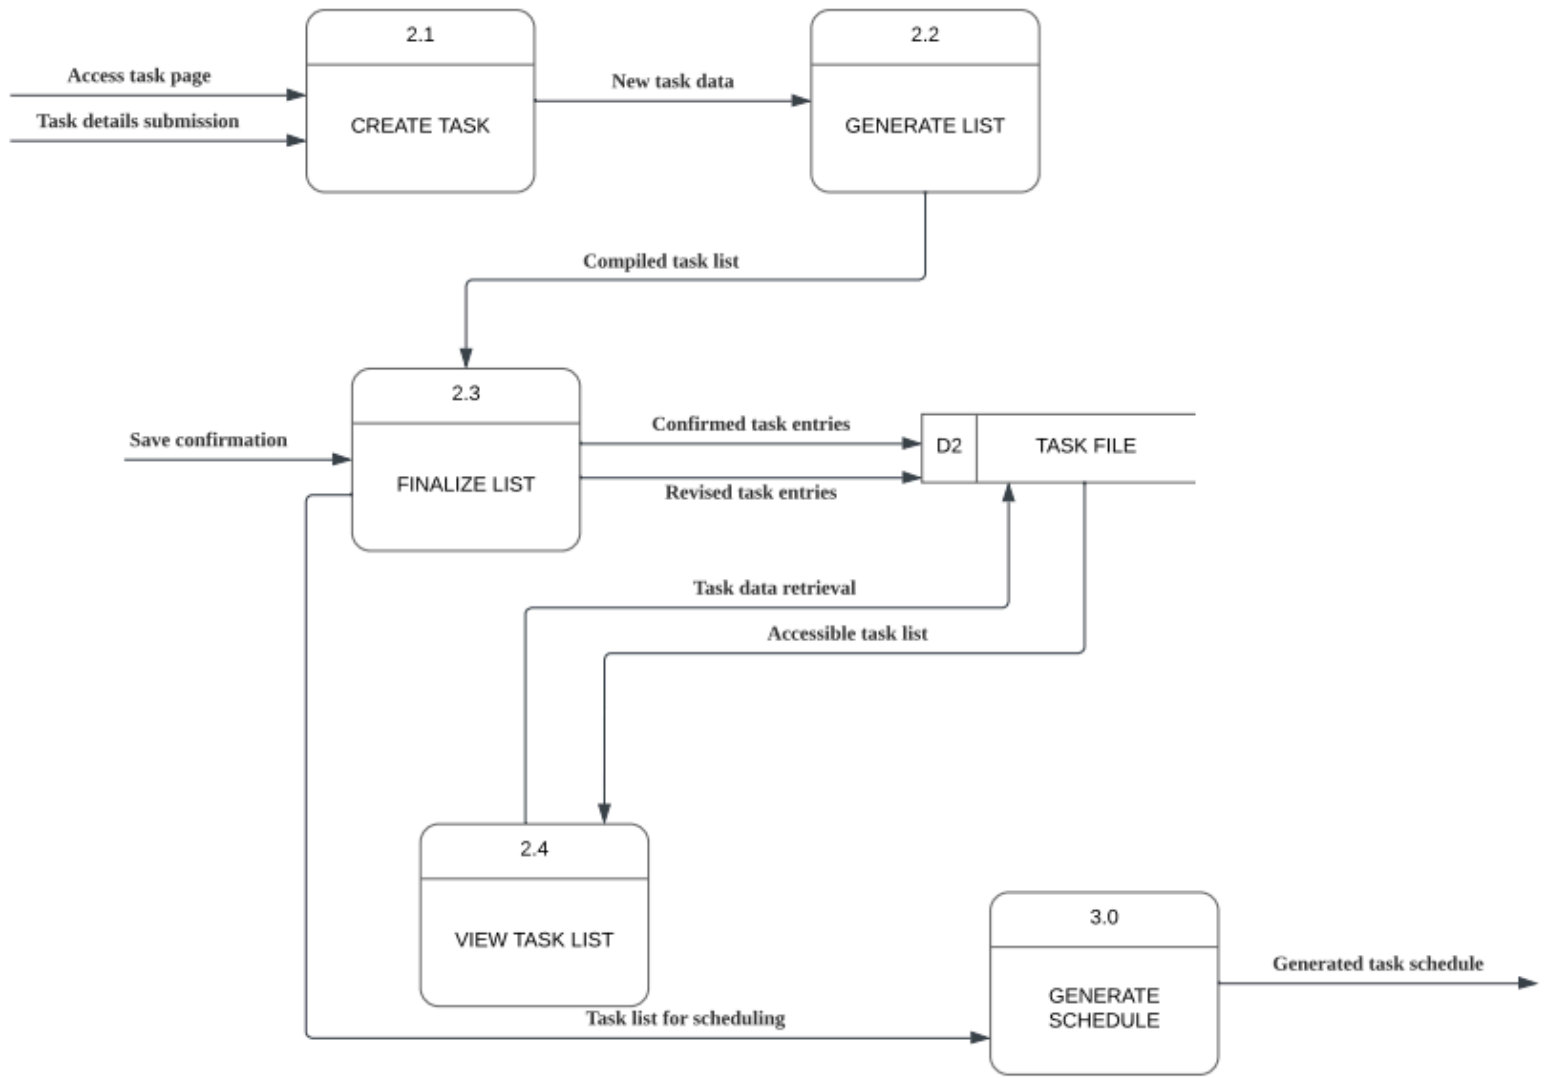 2.1
2.2
Access task page
New task data
Task details submission
CREATE TASK
GENERATE LIST
Compiled task list
2.3
Save confirmation
Confirmed task entries
D2
TASK FILE
FINALIZE LIST
Revised task entries
Task data retrieval
Accessible task list
2.4
VIEW TASK LIST
3.0
Generated task schedule
GENERATE
SCHEDULE
Task list for scheduling